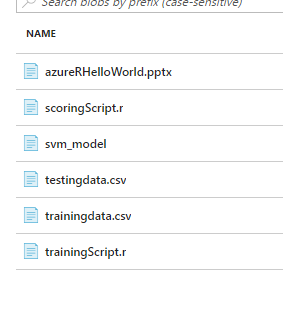 Search blobs by prefix (case-sensitive)
NAME
azureRHelloWorld.pptx
scoringScript.r
svm_model
testingdata.csv
trainingdata.csv
trainingScript.r